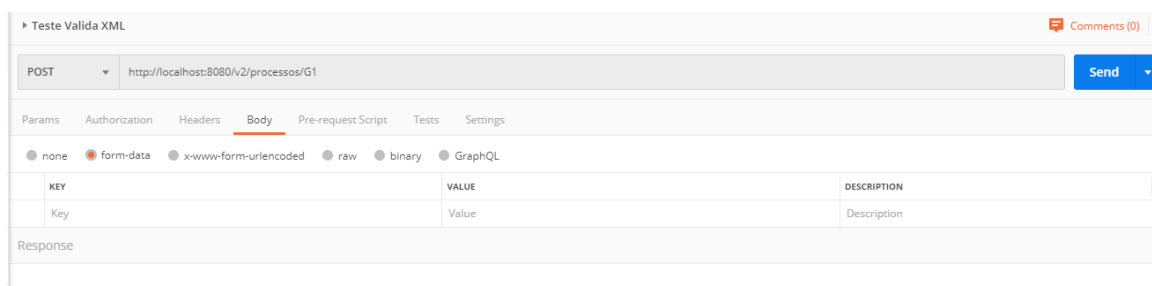 Teste Valida XML Comments (0)
POST http://localhost:8080/v2/processos/G1 Send
Params Authorization Headers Body Pre-request Script Tests Settings
none form-data x-www-form-urlencoded raw binary GraphQL
KEY VALUE DESCRIPTION
Key Value Description
Response